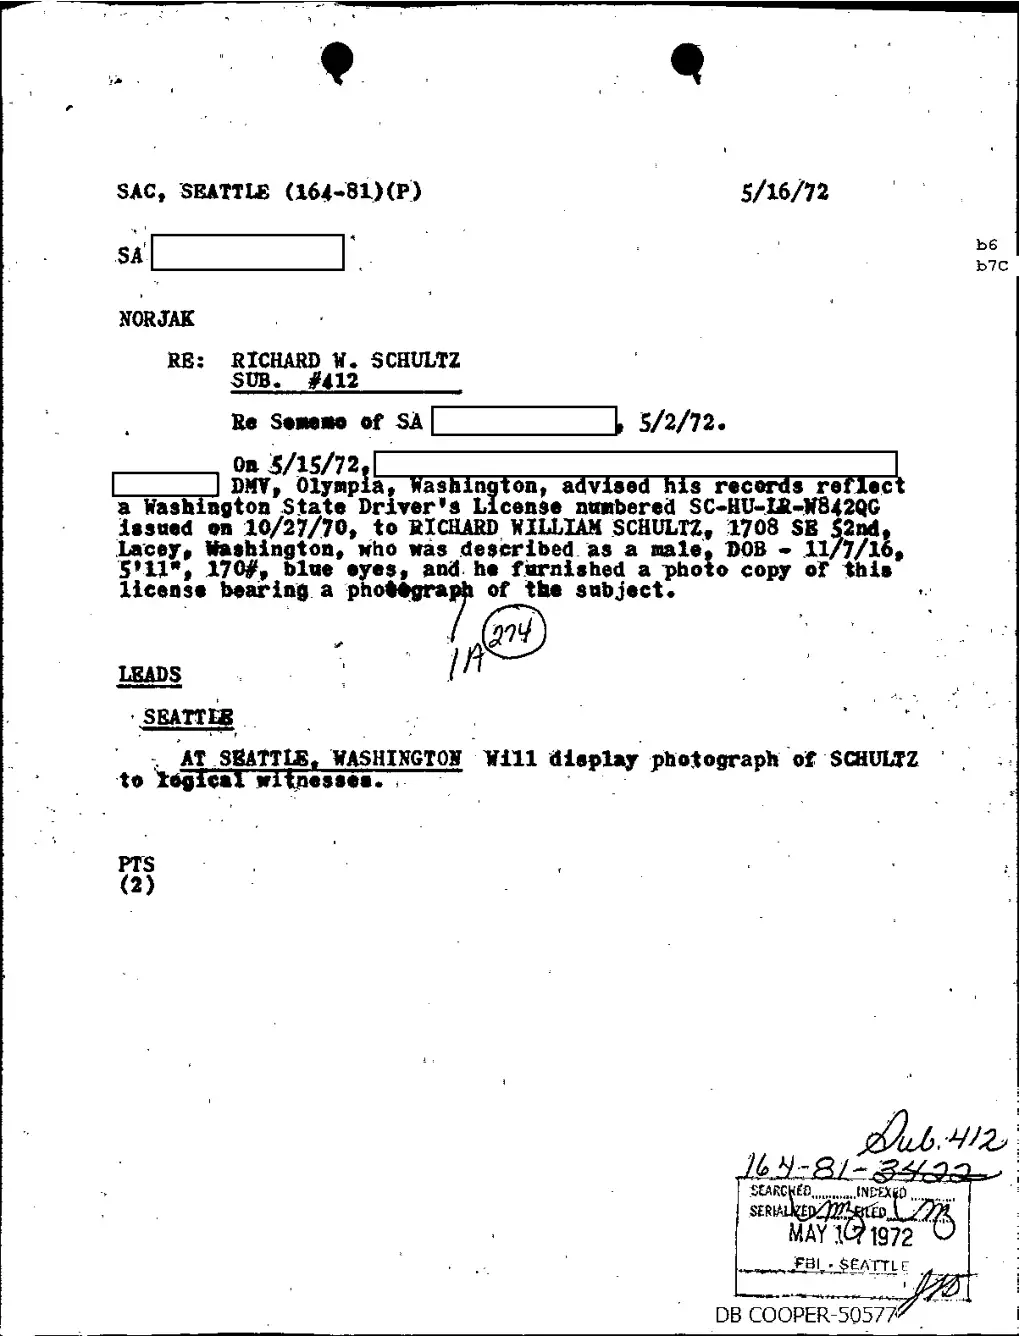 SAC, SEATTLE (164-81)(P)
5/16/72
SA
b6
b7C
NORJAK
RE: RICHARD W. SCHULTZ
SUB. #412
Re Sememo of SA , 5/2/72.
On 5/15/72,
DMV, Olympia, Washington, advised his records reflect
a Washington State Driver's License numbered SC-HU-LR-W842QG
issued on 10/27/70, to RICHARD WILLIAM SCHULTZ, 1708 SE 52nd,
Lacey, Washington, who was described as a male, DOB - 11/7/16,
5'11", 170#, blue eyes, and he furnished a photo copy of this
license bearing a photograph of the subject.
1A 274
LEADS
SEATTLE
AT SEATTLE, WASHINGTON Will display photograph of SCHULTZ
to logical witnesses.
PTS
(2)
Sub. 412
164-81-3422
SEARCHED INDEXED
SERIALIZED FILED
MAY 17 1972
FBI - SEATTLE
DB COOPER-50577